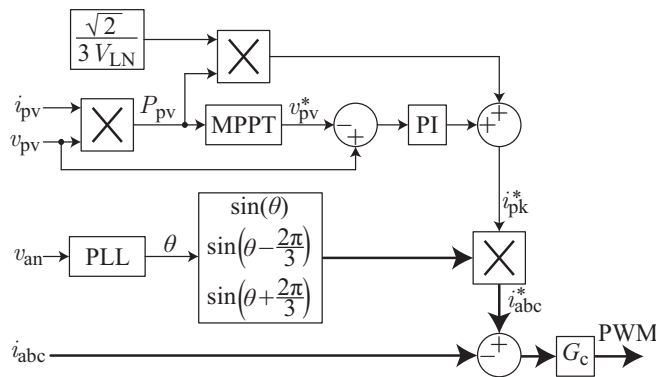 √2
3 V_LN
i_pv
P_pv
v_pv
MPPT
v*_pv
-
+
PI
+
+
i*_pk
v_an
PLL
θ
sin(θ)
sin(θ-2π/3)
sin(θ+2π/3)
i*_abc
i_abc
+
-
G_c
PWM